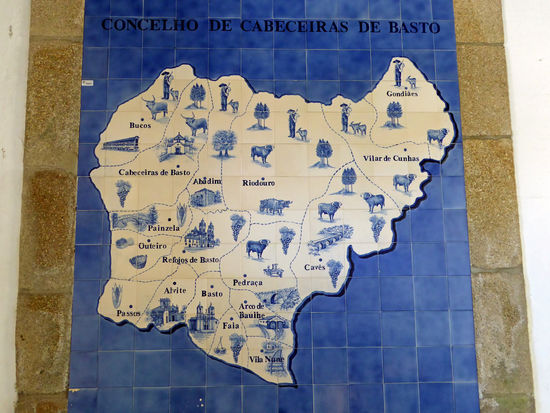 CONCELHO DE CABECEIRAS DE BASTO
Gondiães
Bucos
Vilar de Cunhas
Cabeceiras de Basto
Abadim
Riodouro
Painzela
Outeiro
Refojos de Basto
Cavês
Pedraça
Alvite
Basto
Passos
Arco de
Baulhe
Faia
Vila Nune